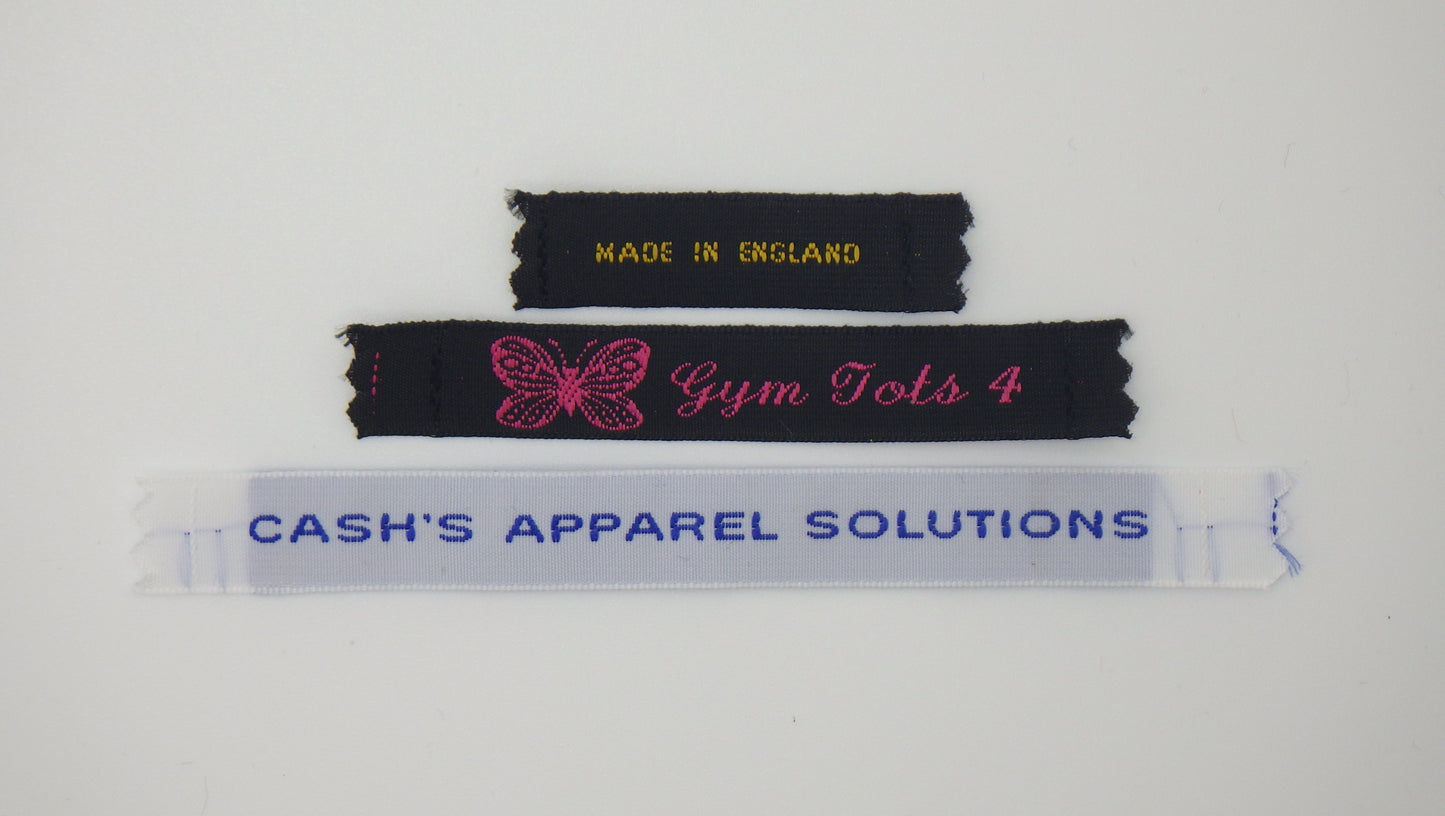 MADE IN ENGLAND
Gym Tots 4
CASH'S APPAREL SOLUTIONS